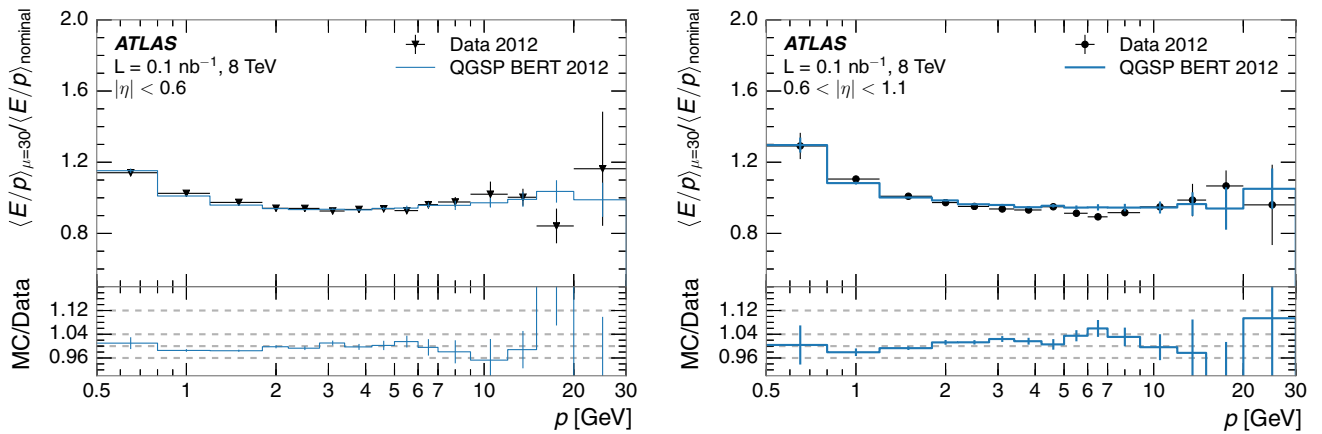 ⟨E/p⟩μ=30/⟨E/p⟩nominal
2.0
1.6
1.2
0.8
ATLAS
L = 0.1 nb⁻¹, 8 TeV
|η| < 0.6
Data 2012
QGSP BERT 2012
MC/Data
1.12
1.04
0.96
0.5 1 2 3 4 5 6 7 10 20 30
p [GeV]
⟨E/p⟩μ=30/⟨E/p⟩nominal
2.0
1.6
1.2
0.8
ATLAS
L = 0.1 nb⁻¹, 8 TeV
0.6 < |η| < 1.1
Data 2012
QGSP BERT 2012
MC/Data
1.12
1.04
0.96
0.5 1 2 3 4 5 6 7 10 20 30
p [GeV]